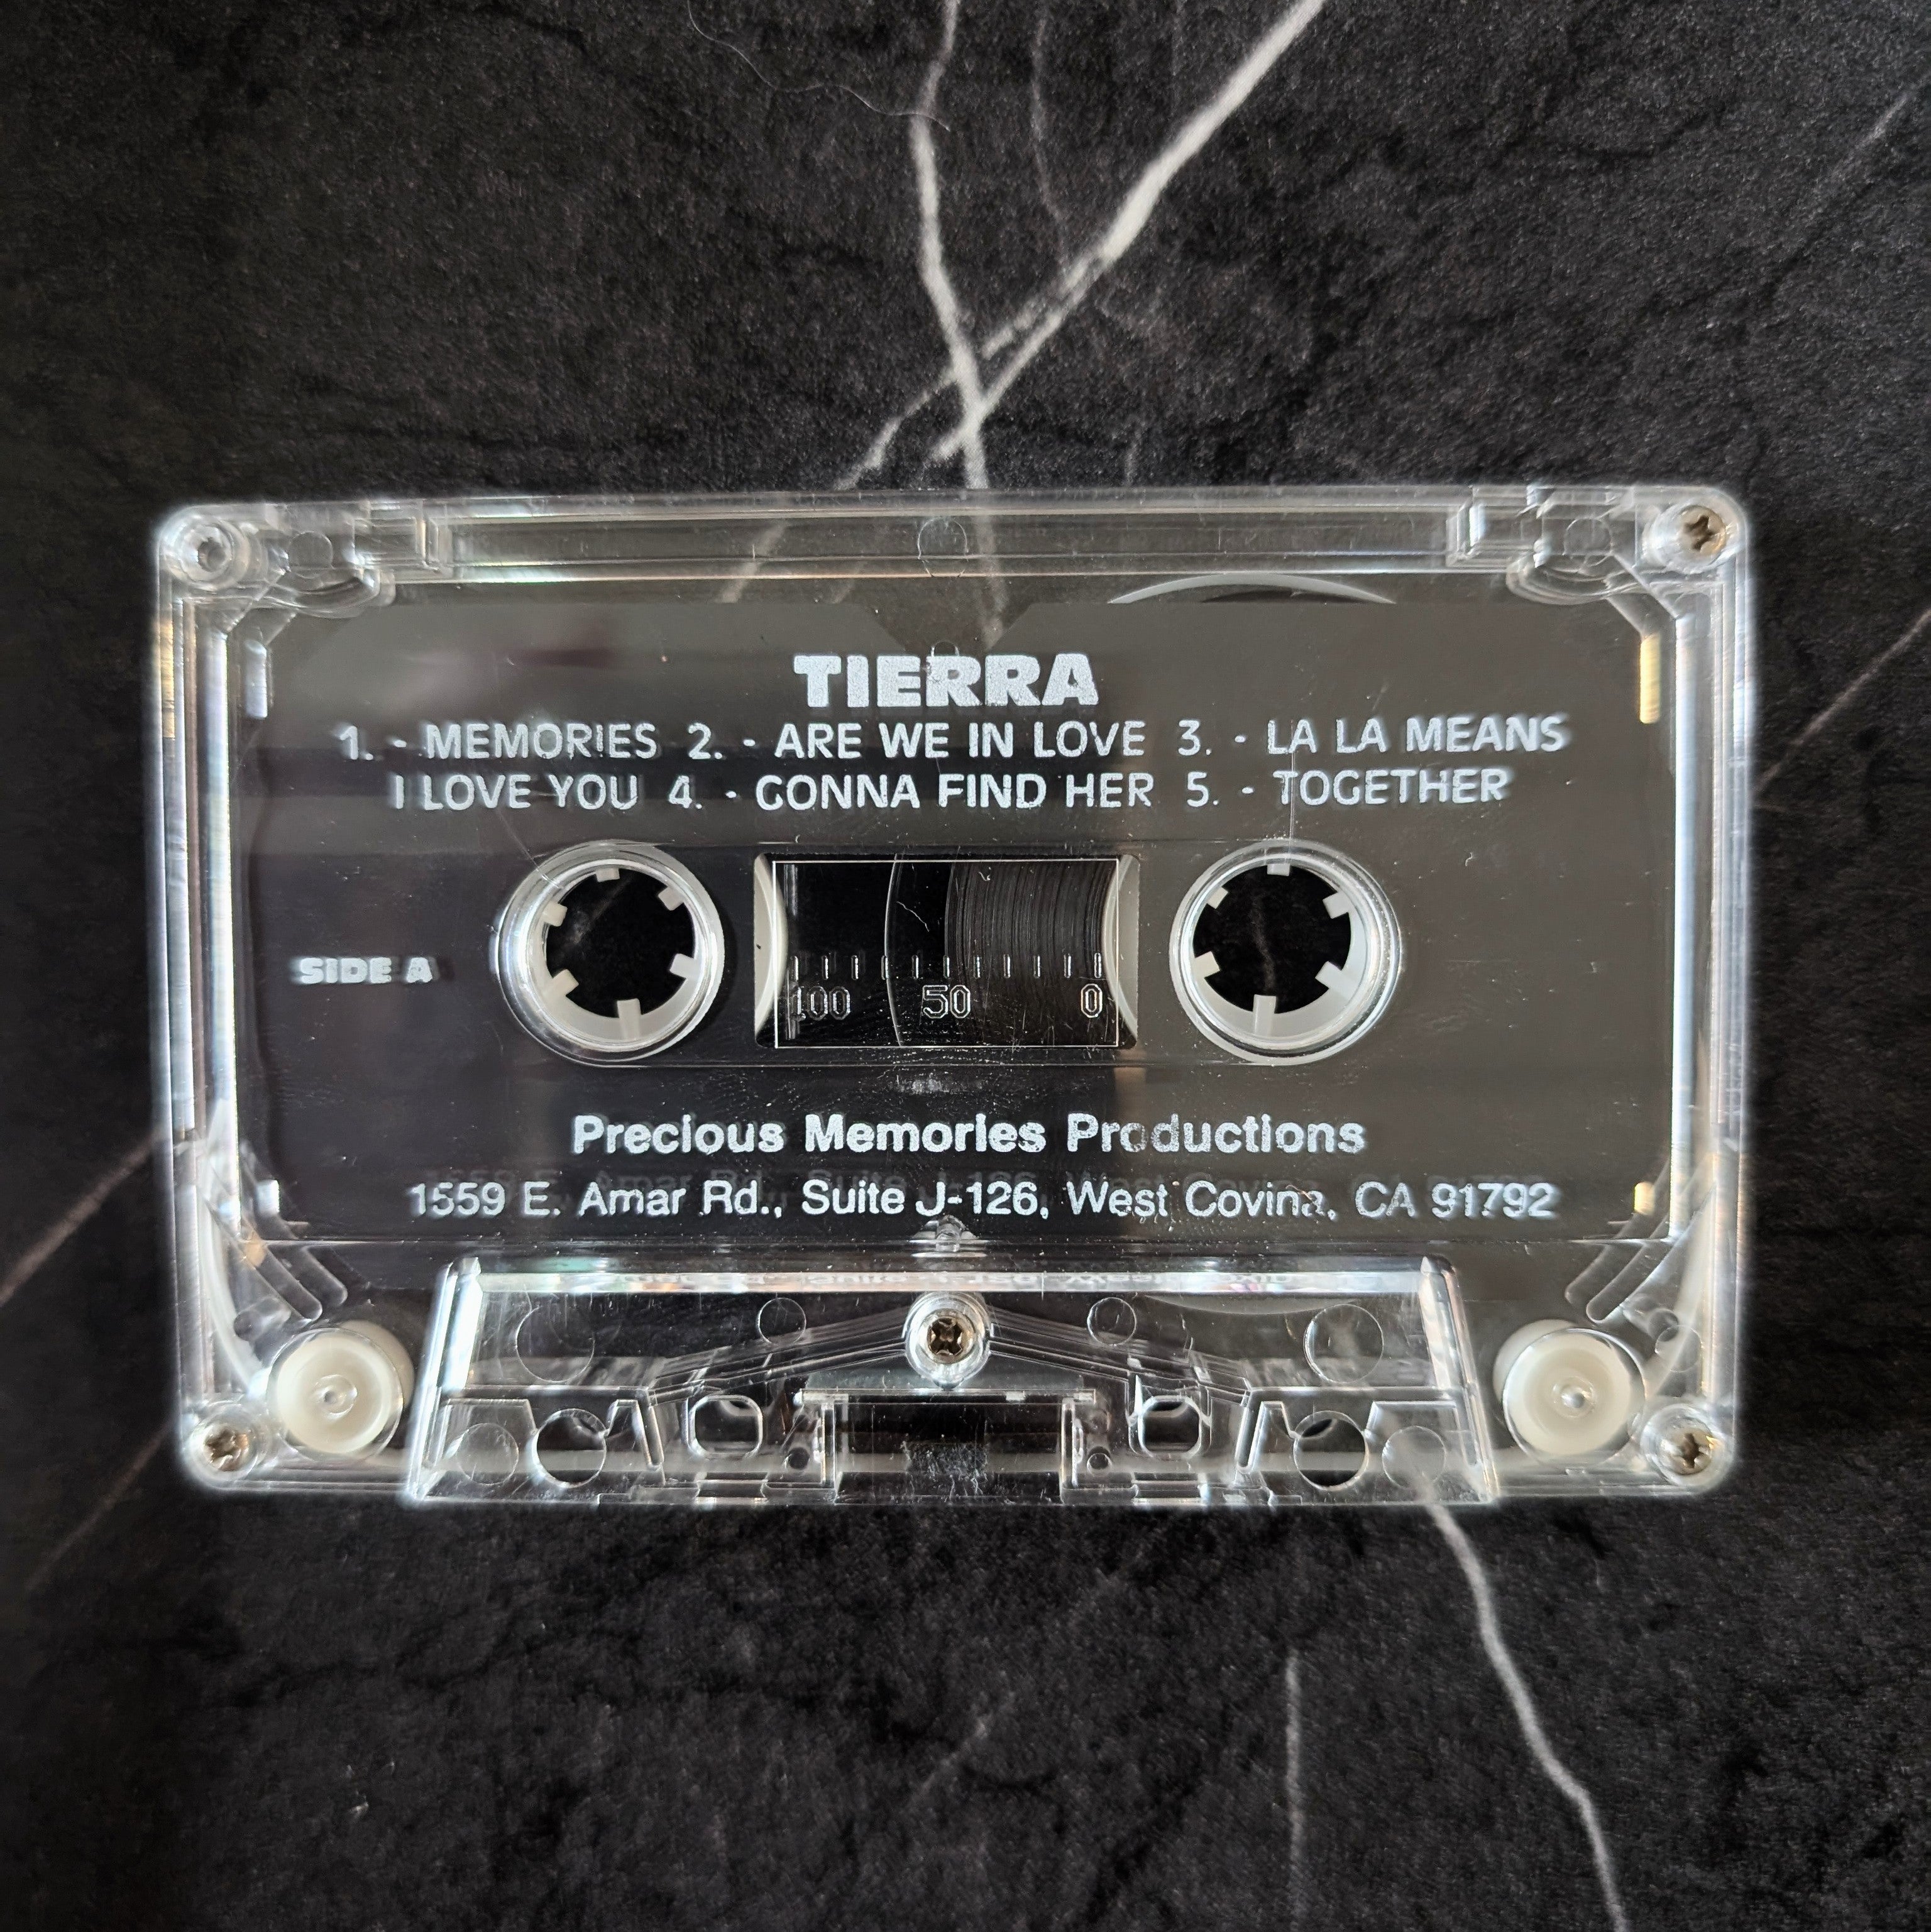 TIERRA
1. - MEMORIES 2. - ARE WE IN LOVE 3. - LA LA MEANS
I LOVE YOU 4. - GONNA FIND HER 5. - TOGETHER
SIDE A
100 50 0
Precious Memories Productions
1559 E. Amar Rd., Suite J-126, West Covina, CA 91792